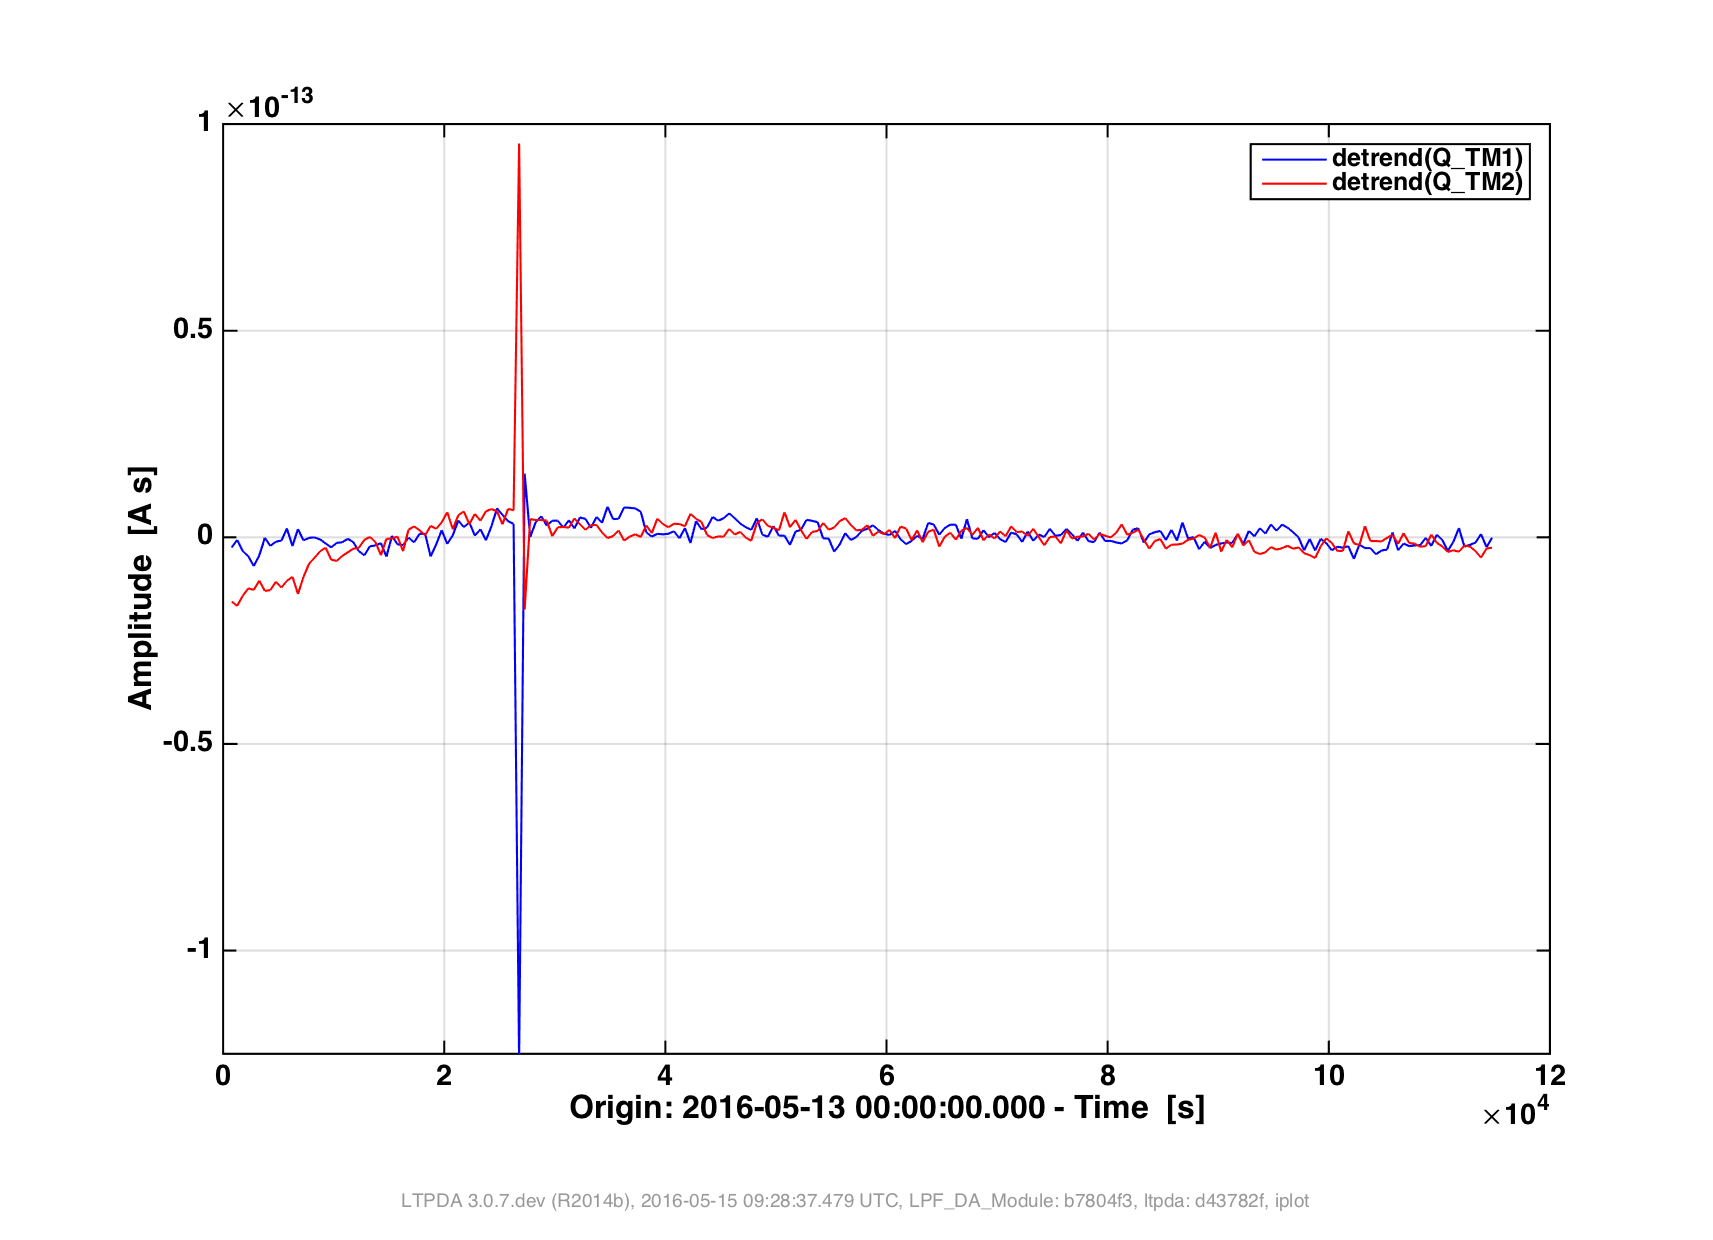 ×10-13
1
0.5
0
-0.5
-1
Amplitude [A s]
detrend(Q_TM1)
detrend(Q_TM2)
0 2 4 6 8 10 12
×104
Origin: 2016-05-13 00:00:00.000 - Time [s]
LTPDA 3.0.7.dev (R2014b), 2016-05-15 09:28:37.479 UTC, LPF_DA_Module: b7804f3, ltpda: d43782f, iplot